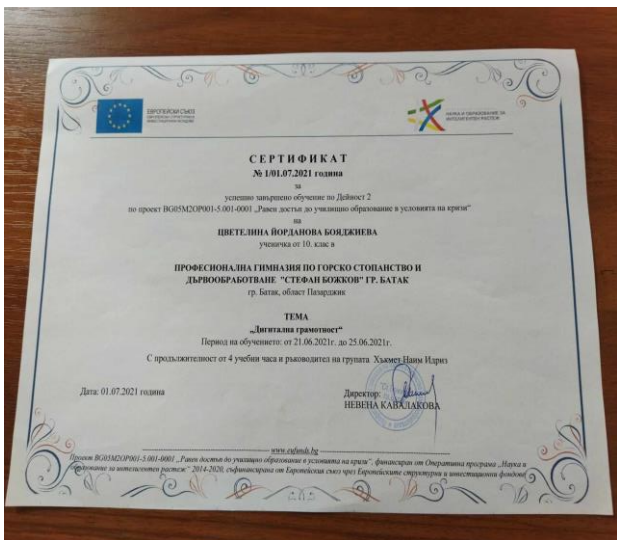 ЕВРОПЕЙСКИ СЪЮЗ
ЕВРОПЕЙСКИ СТРУКТУРНИ И
ИНВЕСТИЦИОННИ ФОНДОВЕ
НАУКА И ОБРАЗОВАНИЕ ЗА
ИНТЕЛИГЕНТЕН РАСТЕЖ
СЕРТИФИКАТ
№ 1/01.07.2021 година
за
успешно завършено обучение по Дейност 2
по проект BG05M2OP001-5.001-0001 „Равен достъп до училищно образование в условията на кризи“
на
ЦВЕТЕЛИНА ЙОРДАНОВА БОЯДЖИЕВА
ученичка от 10. клас в
ПРОФЕСИОНАЛНА ГИМНАЗИЯ ПО ГОРСКО СТОПАНСТВО И
ДЪРВООБРАБОТВАНЕ "СТЕФАН БОЖКОВ" ГР. БАТАК
гр. Батак, област Пазарджик
ТЕМА
„Дигитална грамотност“
Период на обучението: от 21.06.2021г. до 25.06.2021г.
С продължителност от 4 учебни часа и ръководител на групата Хъкмет Наим Идриз
Дата: 01.07.2021 година
Директор:
НЕВЕНА КАВАЛАКОВА
www.eufunds.bg
Проект BG05M2OP001-5.001-0001 „Равен достъп до училищно образование в условията на кризи“, финансиран от Оперативна програма „Наука и
образование за интелигентен растеж“ 2014-2020, съфинансирана от Европейския съюз чрез Европейските структурни и инвестиционни фондове